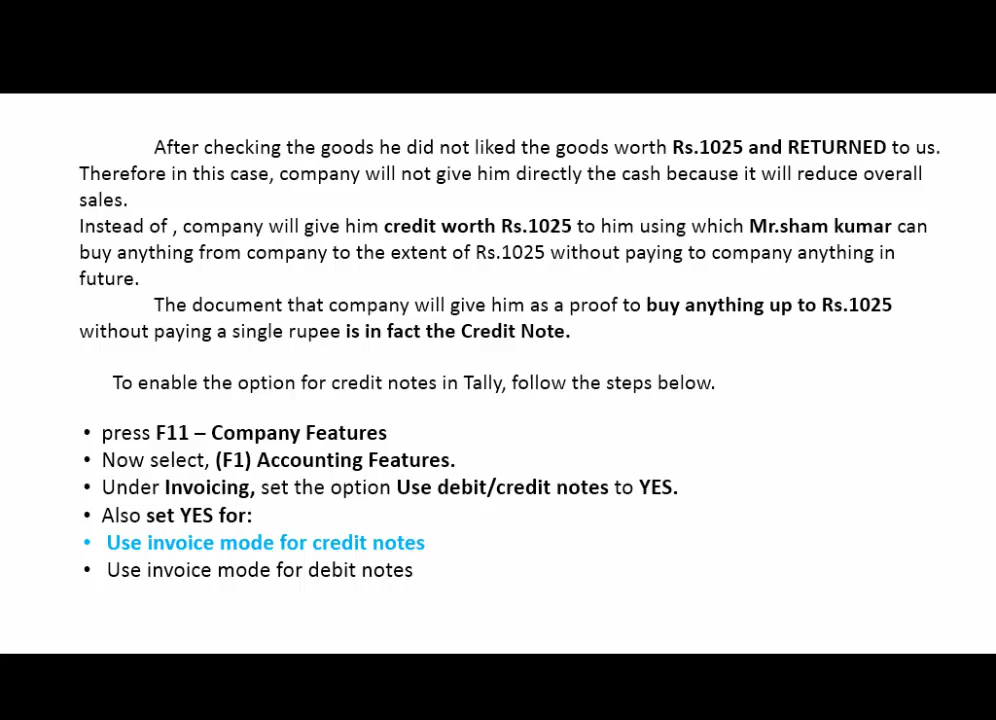 After checking the goods he did not liked the goods worth Rs.1025 and RETURNED to us.
Therefore in this case, company will not give him directly the cash because it will reduce overall
sales.
Instead of , company will give him credit worth Rs.1025 to him using which Mr.sham kumar can
buy anything from company to the extent of Rs.1025 without paying to company anything in
future.
The document that company will give him as a proof to buy anything up to Rs.1025
without paying a single rupee is in fact the Credit Note.
To enable the option for credit notes in Tally, follow the steps below.
• press F11 – Company Features
• Now select, (F1) Accounting Features.
• Under Invoicing, set the option Use debit/credit notes to YES.
• Also set YES for:
• Use invoice mode for credit notes
• Use invoice mode for debit notes